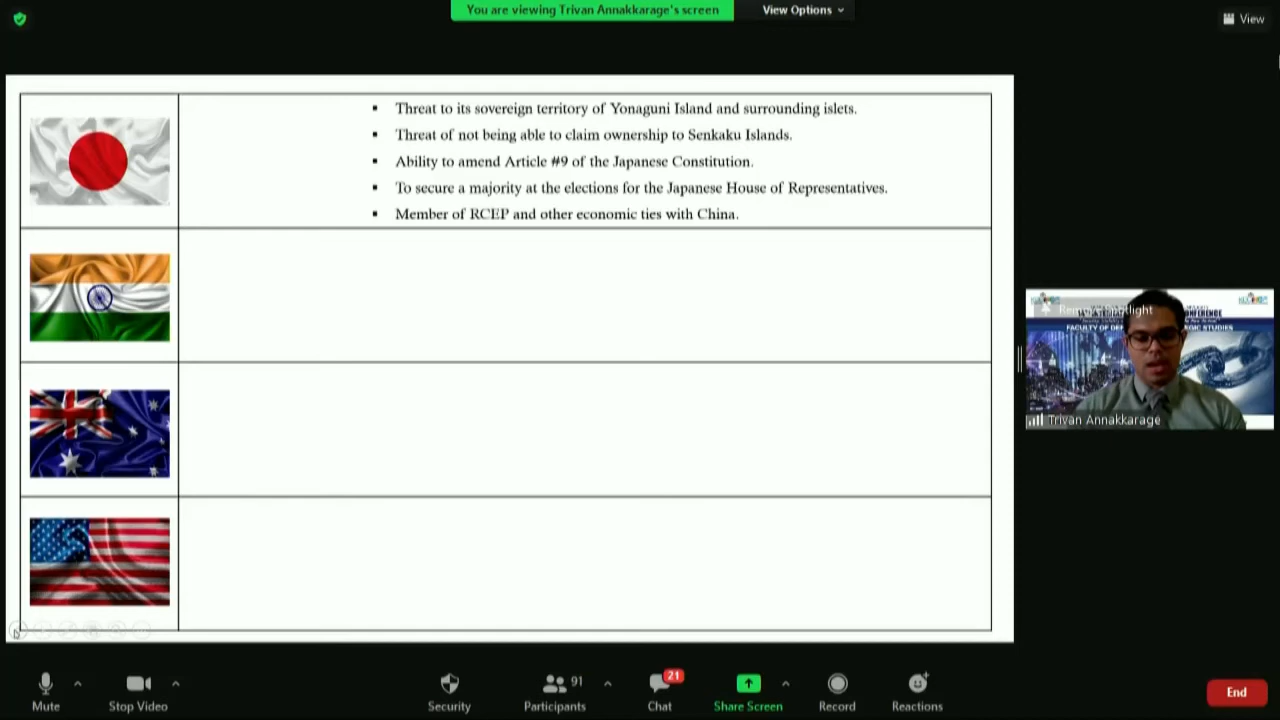 You are viewing Trivan Annakkarage's screen
View Options
View
▪ Threat to its sovereign territory of Yonaguni Island and surrounding islets.
▪ Threat of not being able to claim ownership to Senkaku Islands.
▪ Ability to amend Article #9 of the Japanese Constitution.
▪ To secure a majority at the elections for the Japanese House of Representatives.
▪ Member of RCEP and other economic ties with China.
FACULTY OF
STUDIES
Trivan Annakkarage
Mute
Stop Video
Security
91
Participants
21
Chat
Share Screen
Record
Reactions
End